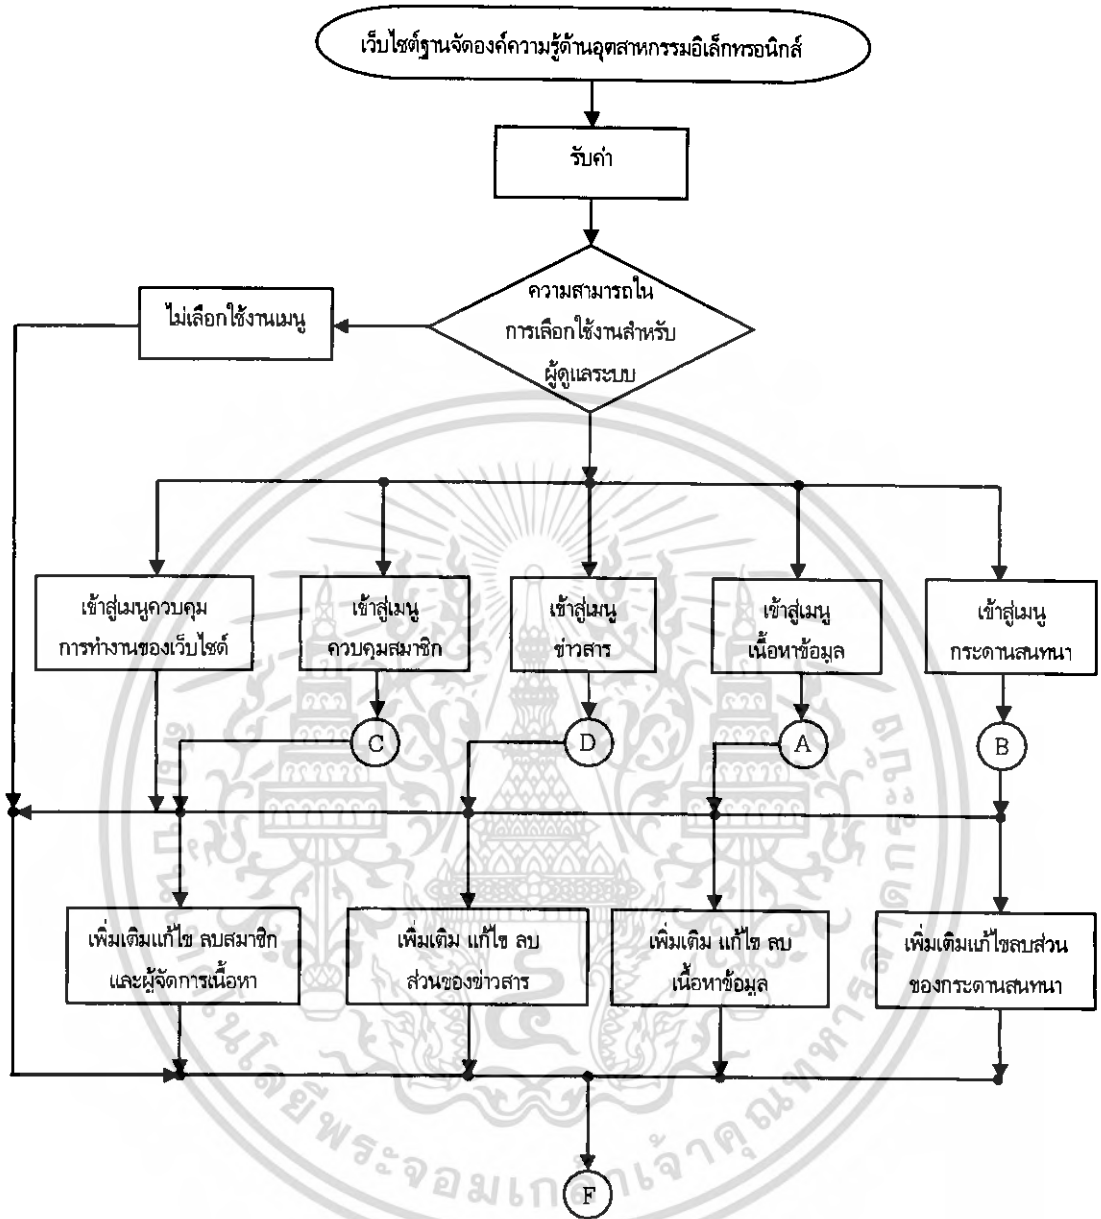 เว็บไซต์ฐานจัดองค์ความรู้ด้านอุตสาหกรรมอิเล็กทรอนิกส์
รับค่า
ความสามารถใน
การเลือกใช้งานสำหรับ
ผู้ดูแลระบบ
ไม่เลือกใช้งานเมนู
เข้าสู่เมนูควบคุม
การทำงานของเว็บไซต์
เข้าสู่เมนู
ควบคุมสมาชิก
เข้าสู่เมนู
ข่าวสาร
เข้าสู่เมนู
เนื้อหาข้อมูล
เข้าสู่เมนู
กระดานสนทนา
C
D
A
B
เพิ่มเติมแก้ไข ลบสมาชิก
และผู้จัดการเนื้อหา
เพิ่มเติม แก้ไข ลบ
ส่วนของข่าวสาร
เพิ่มเติม แก้ไข ลบ
เนื้อหาข้อมูล
เพิ่มเติมแก้ไขลบส่วน
ของกระดานสนทนา
F